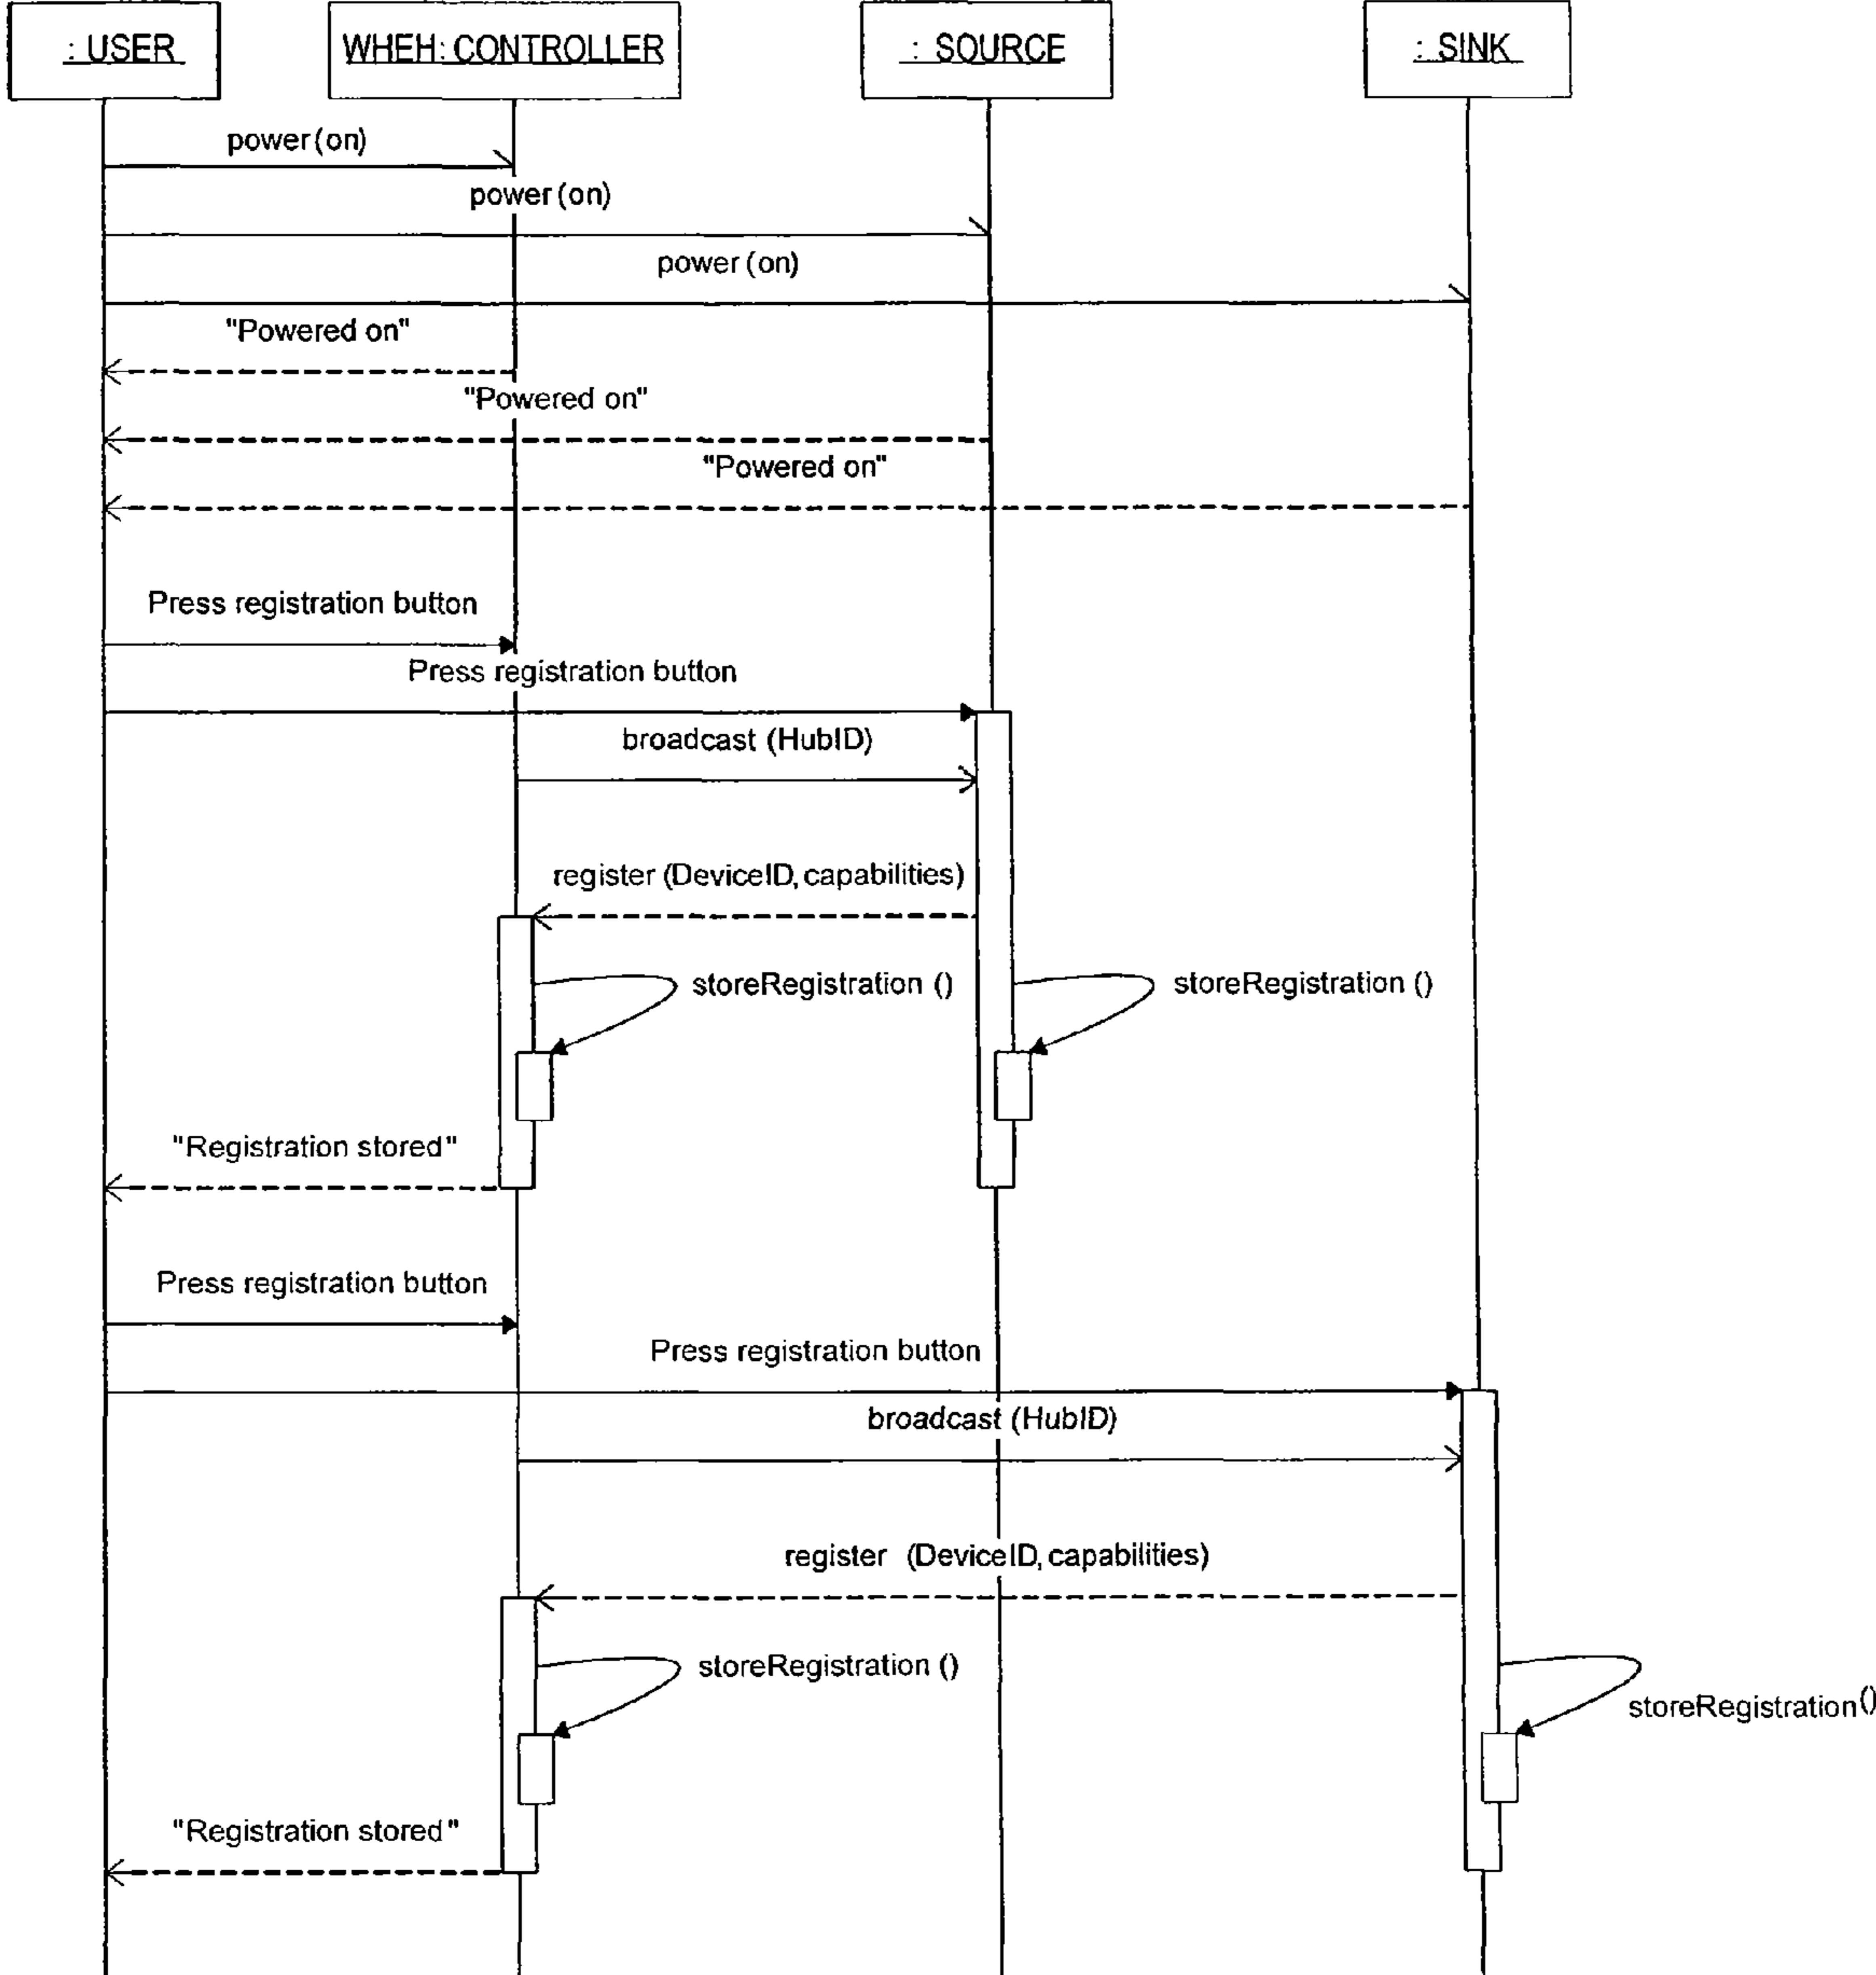 : USER
WHEH: CONTROLLER
: SOURCE
: SINK
power (on)
power (on)
power (on)
"Powered on"
"Powered on"
"Powered on"
Press registration button
Press registration button
broadcast (HubID)
register (DeviceID, capabilities)
storeRegistration ()
storeRegistration ()
"Registration stored"
Press registration button
Press registration button
broadcast (HubID)
register (DeviceID, capabilities)
storeRegistration ()
storeRegistration()
"Registration stored"